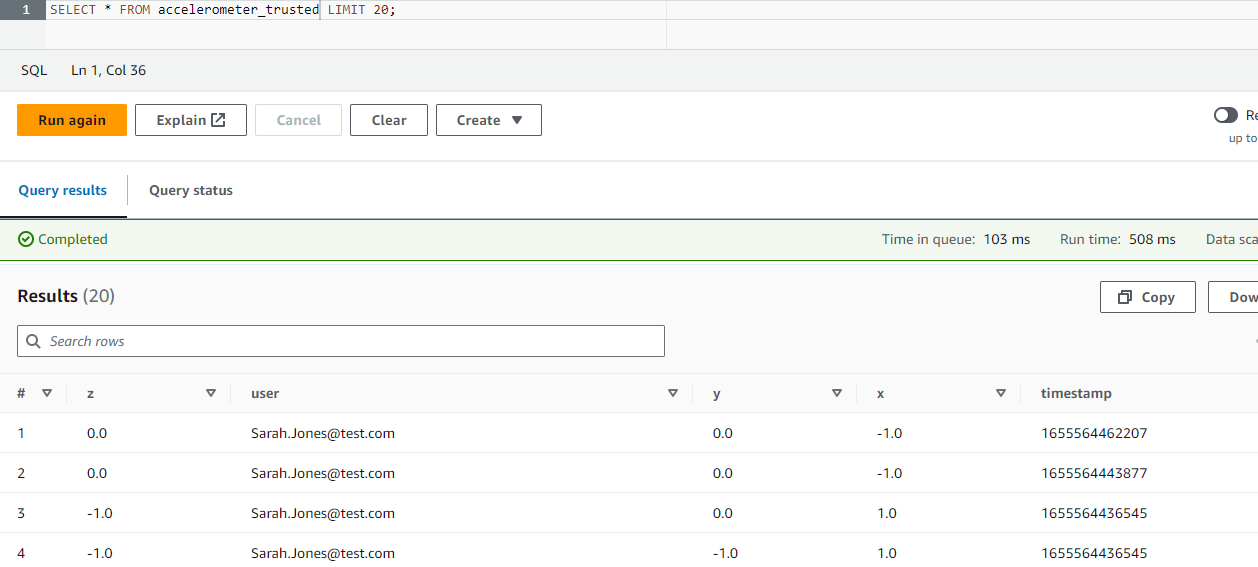 1 SELECT * FROM accelerometer_trusted LIMIT 20;
SQL Ln 1, Col 36
Run again Explain Cancel Clear Create Re
up to
Query results Query status
Completed Time in queue: 103 ms Run time: 508 ms Data sca
Results (20) Copy Dow
Search rows
# z user y x timestamp
1 0.0 Sarah.Jones@test.com 0.0 -1.0 1655564462207
2 0.0 Sarah.Jones@test.com 0.0 -1.0 1655564443877
3 -1.0 Sarah.Jones@test.com 0.0 1.0 1655564436545
4 -1.0 Sarah.Jones@test.com -1.0 1.0 1655564436545